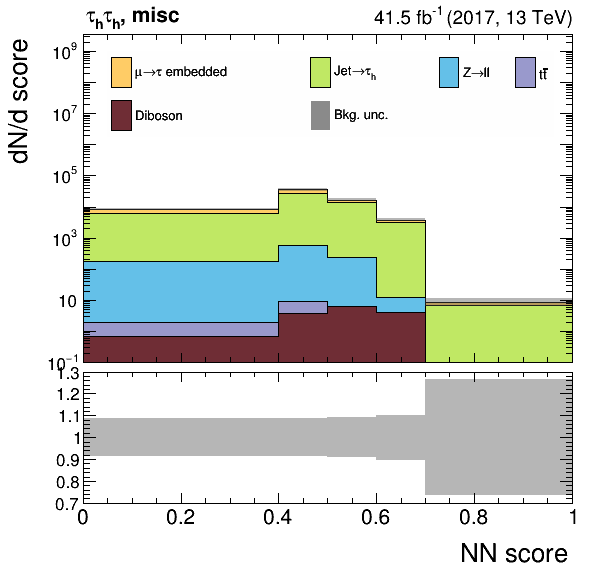 τhτh, misc 41.5 fb⁻¹ (2017, 13 TeV)
dN/d score
10⁹
10⁷
10⁵
10³
10
10⁻¹
μ→τ embedded Jet→τh Z→ll tt̅
Diboson Bkg. unc.
1.3
1.2
1.1
1
0.9
0.8
0.7
0 0.2 0.4 0.6 0.8 1
NN score